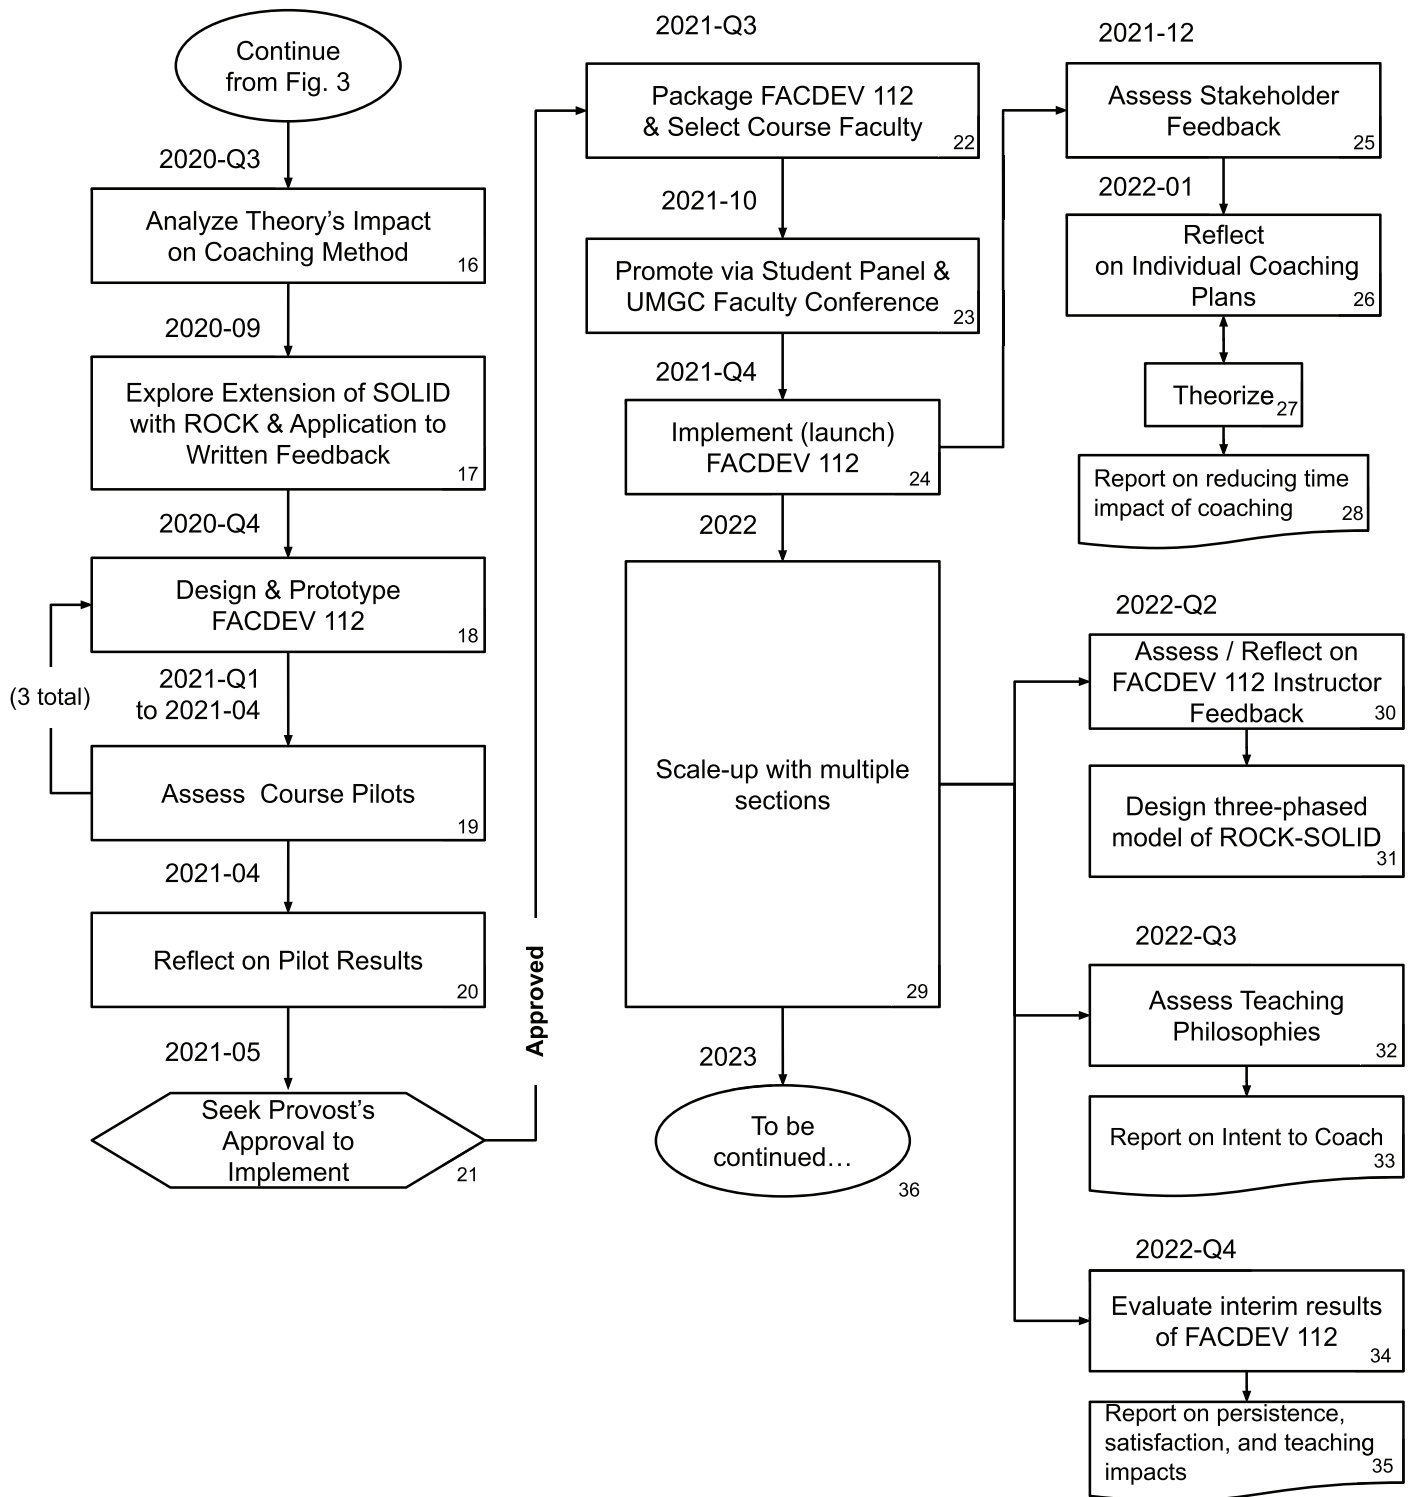 Continue
from Fig. 3
2020-Q3
Analyze Theory’s Impact
on Coaching Method
16
2020-09
Explore Extension of SOLID
with ROCK & Application to
Written Feedback
17
2020-Q4
Design & Prototype
FACDEV 112
18
(3 total)
2021-Q1
to 2021-04
Assess Course Pilots
19
2021-04
Reflect on Pilot Results
20
2021-05
Seek Provost’s
Approval to
Implement
21
Approved
2021-Q3
Package FACDEV 112
& Select Course Faculty
22
2021-10
Promote via Student Panel &
UMGC Faculty Conference
23
2021-Q4
Implement (launch)
FACDEV 112
24
2022
Scale-up with multiple
sections
29
2023
To be
continued…
36
2021-12
Assess Stakeholder
Feedback
25
2022-01
Reflect
on Individual Coaching
Plans
26
Theorize
27
Report on reducing time
impact of coaching
28
2022-Q2
Assess / Reflect on
FACDEV 112 Instructor
Feedback
30
Design three-phased
model of ROCK-SOLID
31
2022-Q3
Assess Teaching
Philosophies
32
Report on Intent to Coach
33
2022-Q4
Evaluate interim results
of FACDEV 112
34
Report on persistence,
satisfaction, and teaching
impacts
35